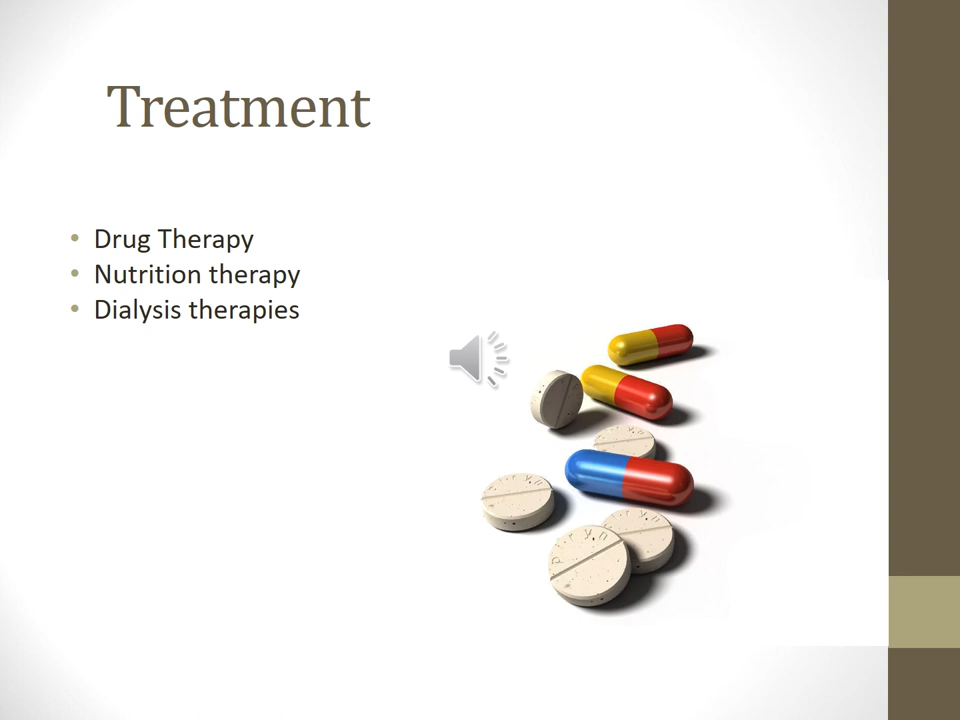 Treatment
• Drug Therapy
• Nutrition therapy
• Dialysis therapies